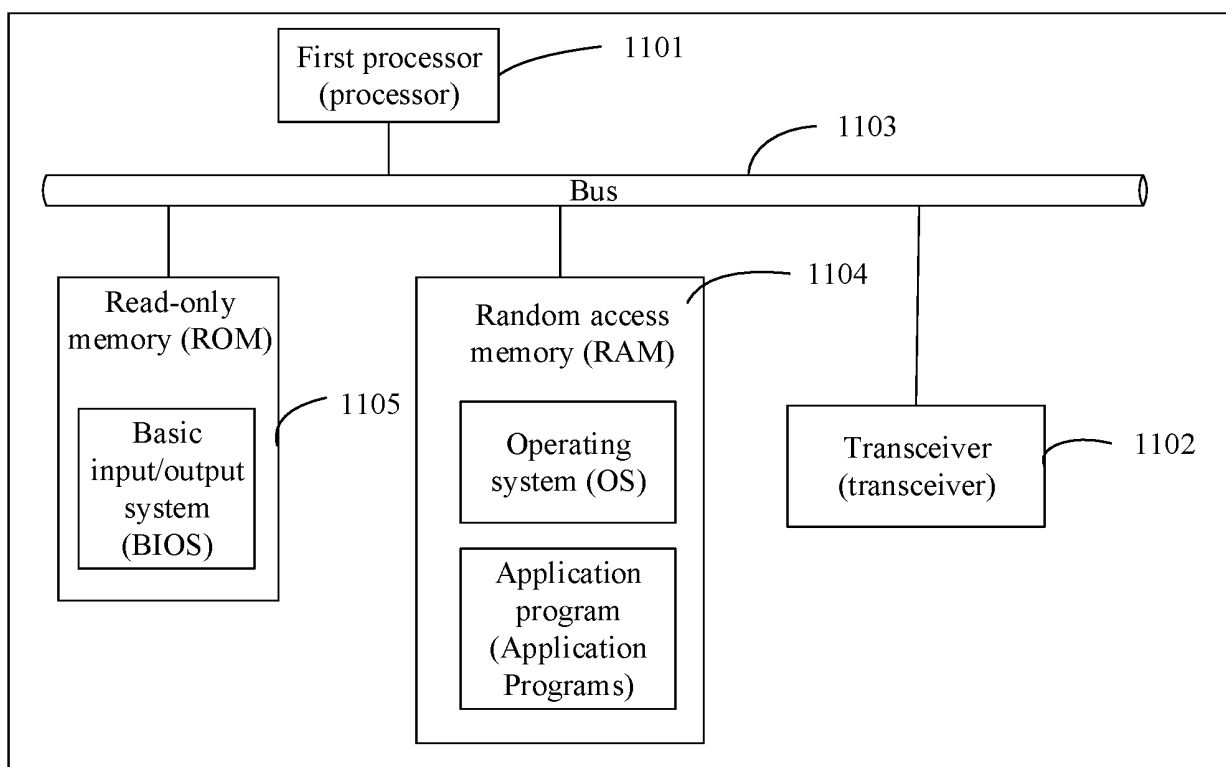 First processor
(processor)
1101
1103
Bus
Read-only
memory (ROM)
1105
Basic
input/output
system
(BIOS)
1104
Random access
memory (RAM)
Operating
system (OS)
Application
program
(Application
Programs)
Transceiver
(transceiver)
1102